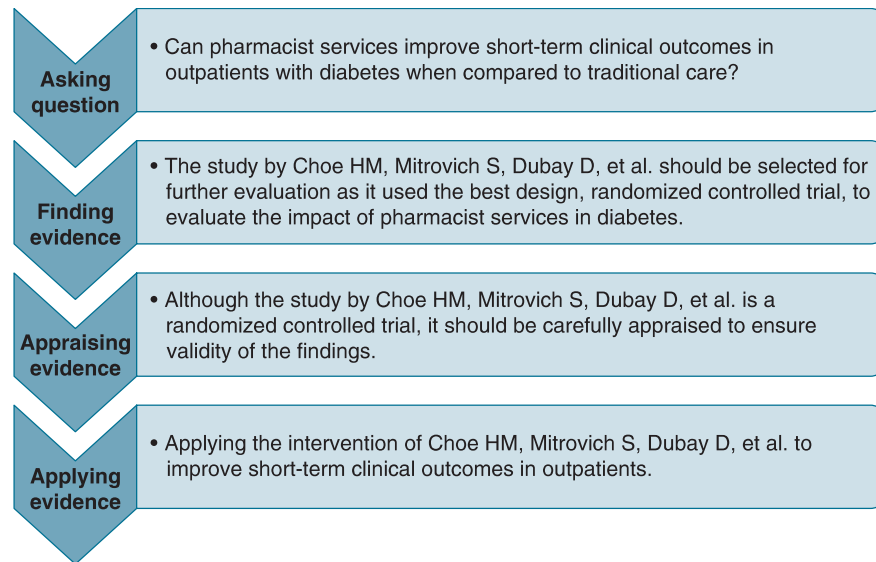 Asking
question
• Can pharmacist services improve short-term clinical outcomes in
outpatients with diabetes when compared to traditional care?
Finding
evidence
• The study by Choe HM, Mitrovich S, Dubay D, et al. should be selected for
further evaluation as it used the best design, randomized controlled trial, to
evaluate the impact of pharmacist services in diabetes.
Appraising
evidence
• Although the study by Choe HM, Mitrovich S, Dubay D, et al. is a
randomized controlled trial, it should be carefully appraised to ensure
validity of the findings.
Applying
evidence
• Applying the intervention of Choe HM, Mitrovich S, Dubay D, et al. to
improve short-term clinical outcomes in outpatients.